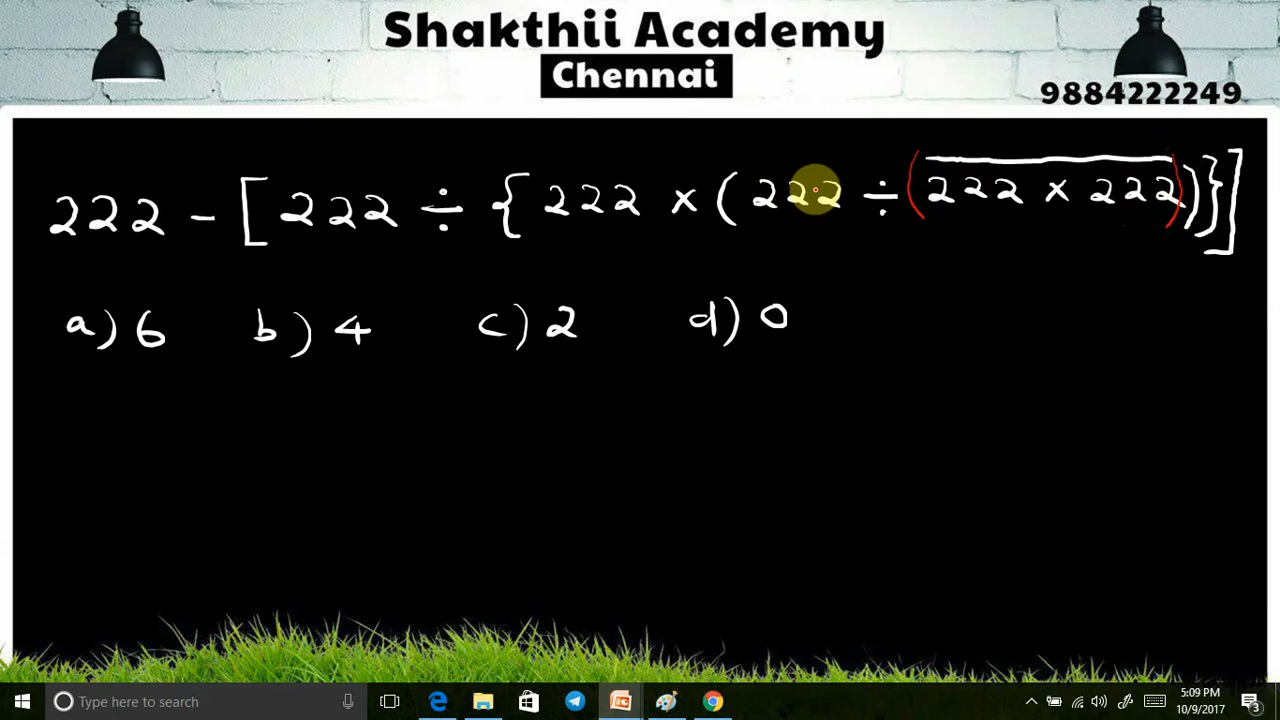 Shakthii Academy
Chennai
9884222249
222 - [222 ÷ {222 × (222 ÷ (222 × 222))}]
a) 6 b) 4 c) 2 d) 0
Type here to search
5:09 PM
10/9/2017
3